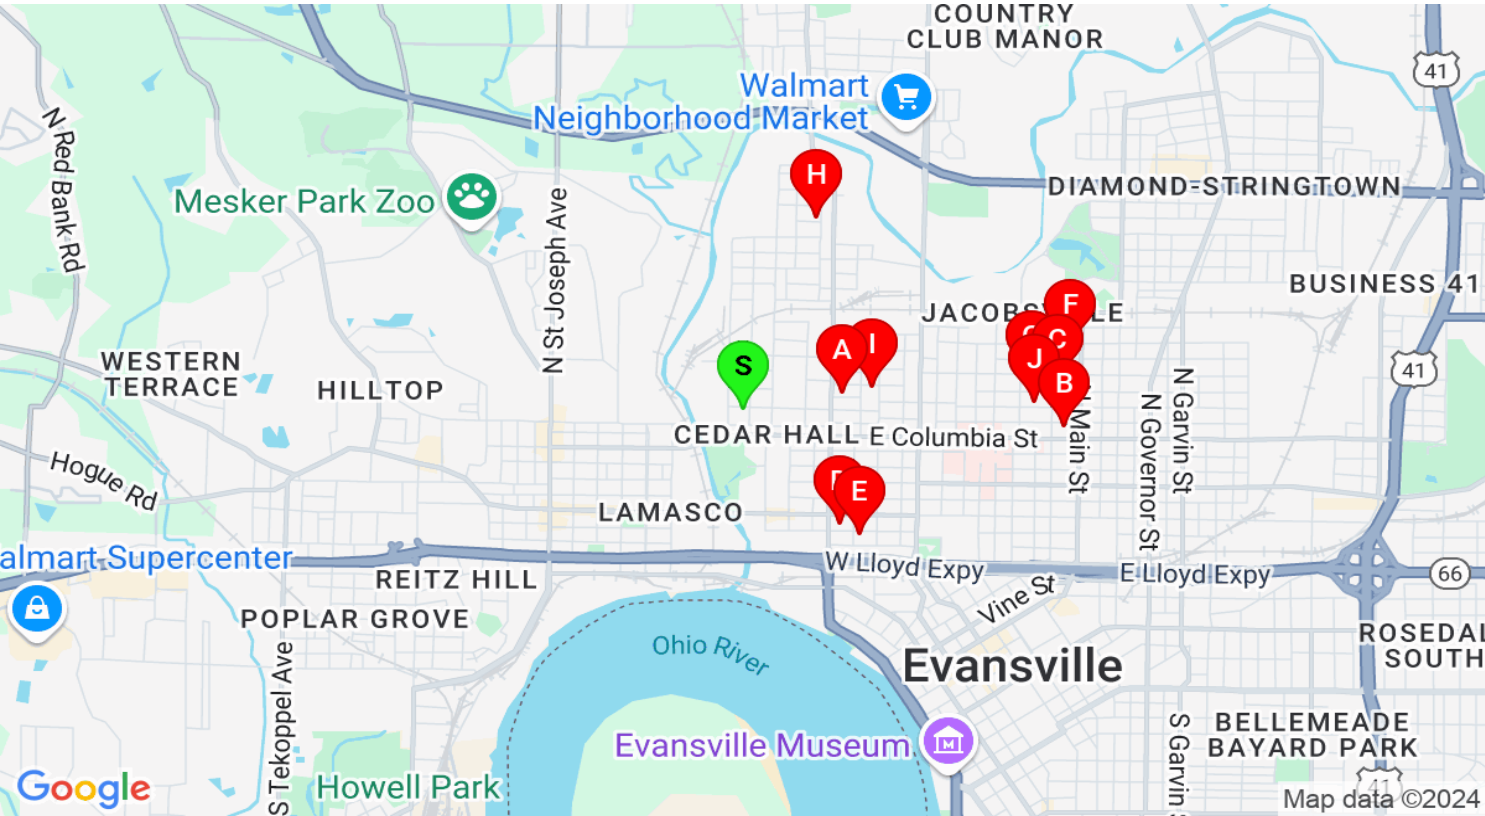 COUNTRY
CLUB MANOR
41
Walmart
Neighborhood Market
N Red Bank Rd
H
Mesker Park Zoo
DIAMOND-STRINGTOWN
N St Joseph Ave
BUSINESS 41
F
A
I
C
J
B
S
WESTERN
TERRACE
HILLTOP
41
N Garvin St
N Governor St
N Main St
CEDAR HALL
E Columbia St
Hogue Rd
E
LAMASCO
almart Supercenter
W Lloyd Expy
E Lloyd Expy
66
REITZ HILL
POPLAR GROVE
Vine St
Ohio River
Evansville
ROSEDAL
SOUTH
S Tekoppel Ave
Evansville Museum
BELLEMEADE
BAYARD PARK
S Garvin S
41
Howell Park
Google
Map data ©2024